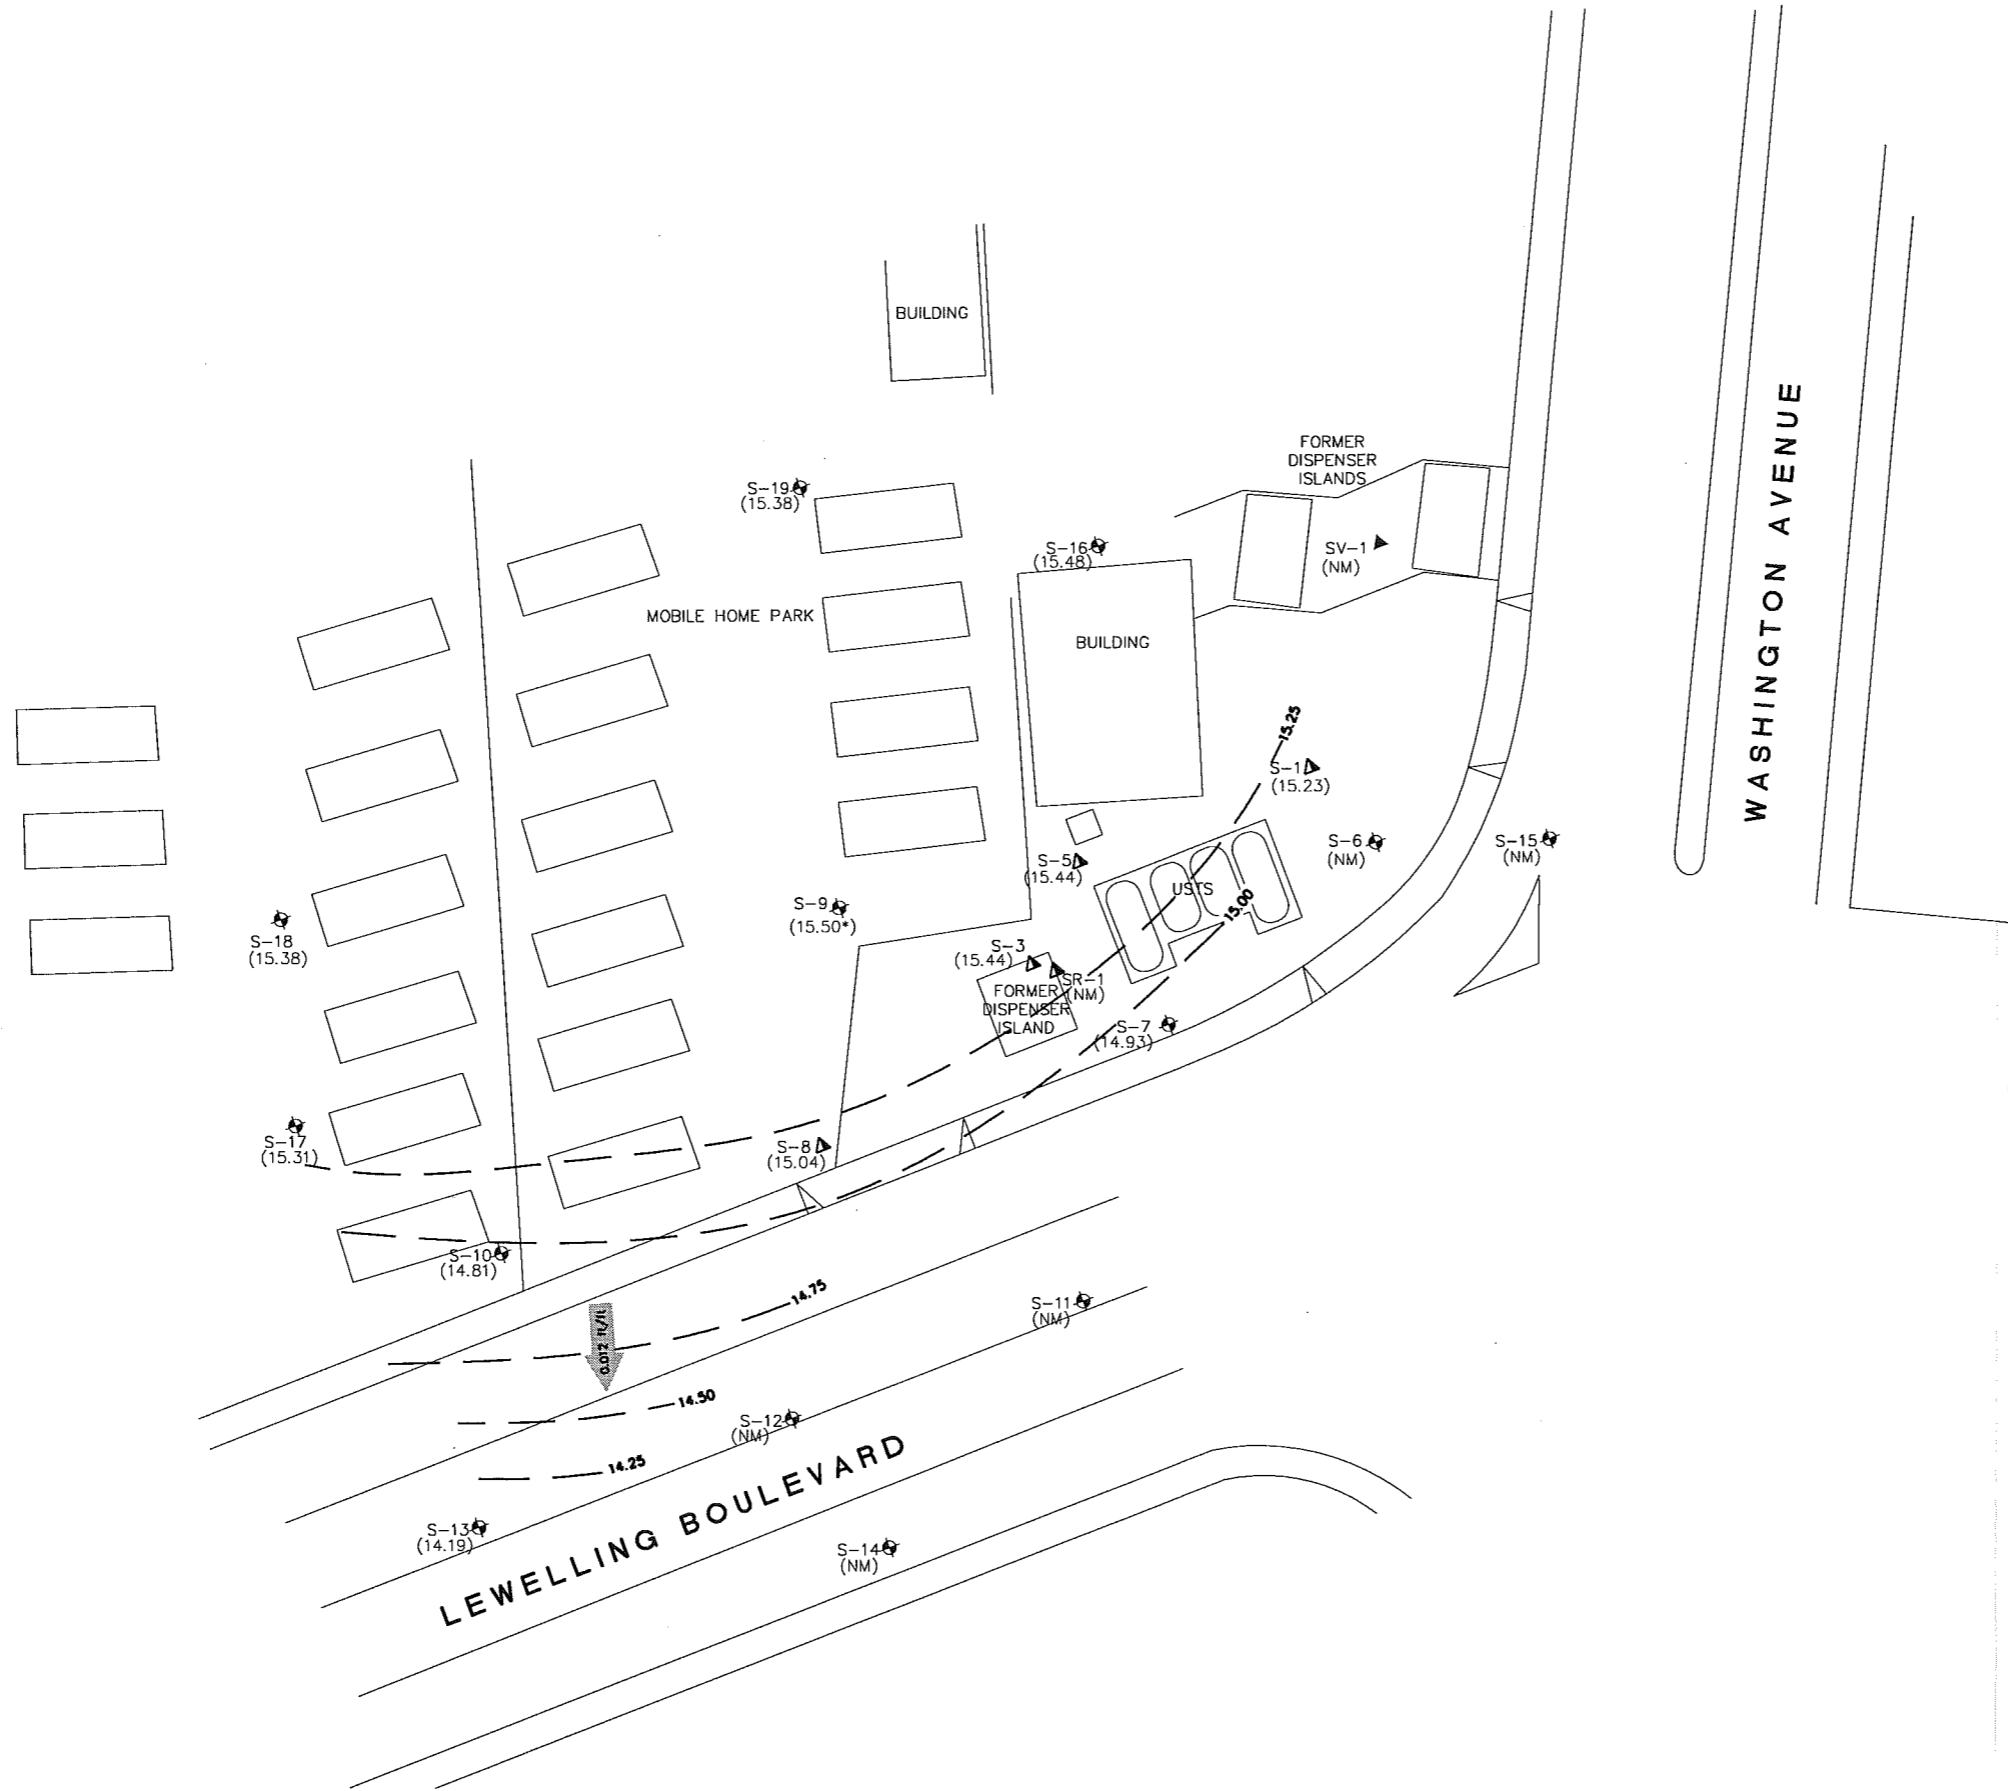 BUILDING
FORMER
DISPENSER
ISLANDS
S-19
(15.38)
S-16
(15.48)
SV-1
(NM)
MOBILE HOME PARK
BUILDING
WASHINGTON AVENUE
15.25
S-1
(15.23)
S-6
(NM)
S-15
(NM)
S-5
(15.44)
USTS
15.00
S-9
(15.50*)
S-18
(15.38)
S-3
(15.44)
SR-1
(NM)
FORMER
DISPENSER
ISLAND
S-7
(14.93)
S-17
(15.31)
S-8
(15.04)
S-10
(14.81)
14.75
S-11
(NM)
0.012 ft/ft
14.50
S-12
(NM)
14.25
S-13
(14.19)
LEWELLING BOULEVARD
S-14
(NM)